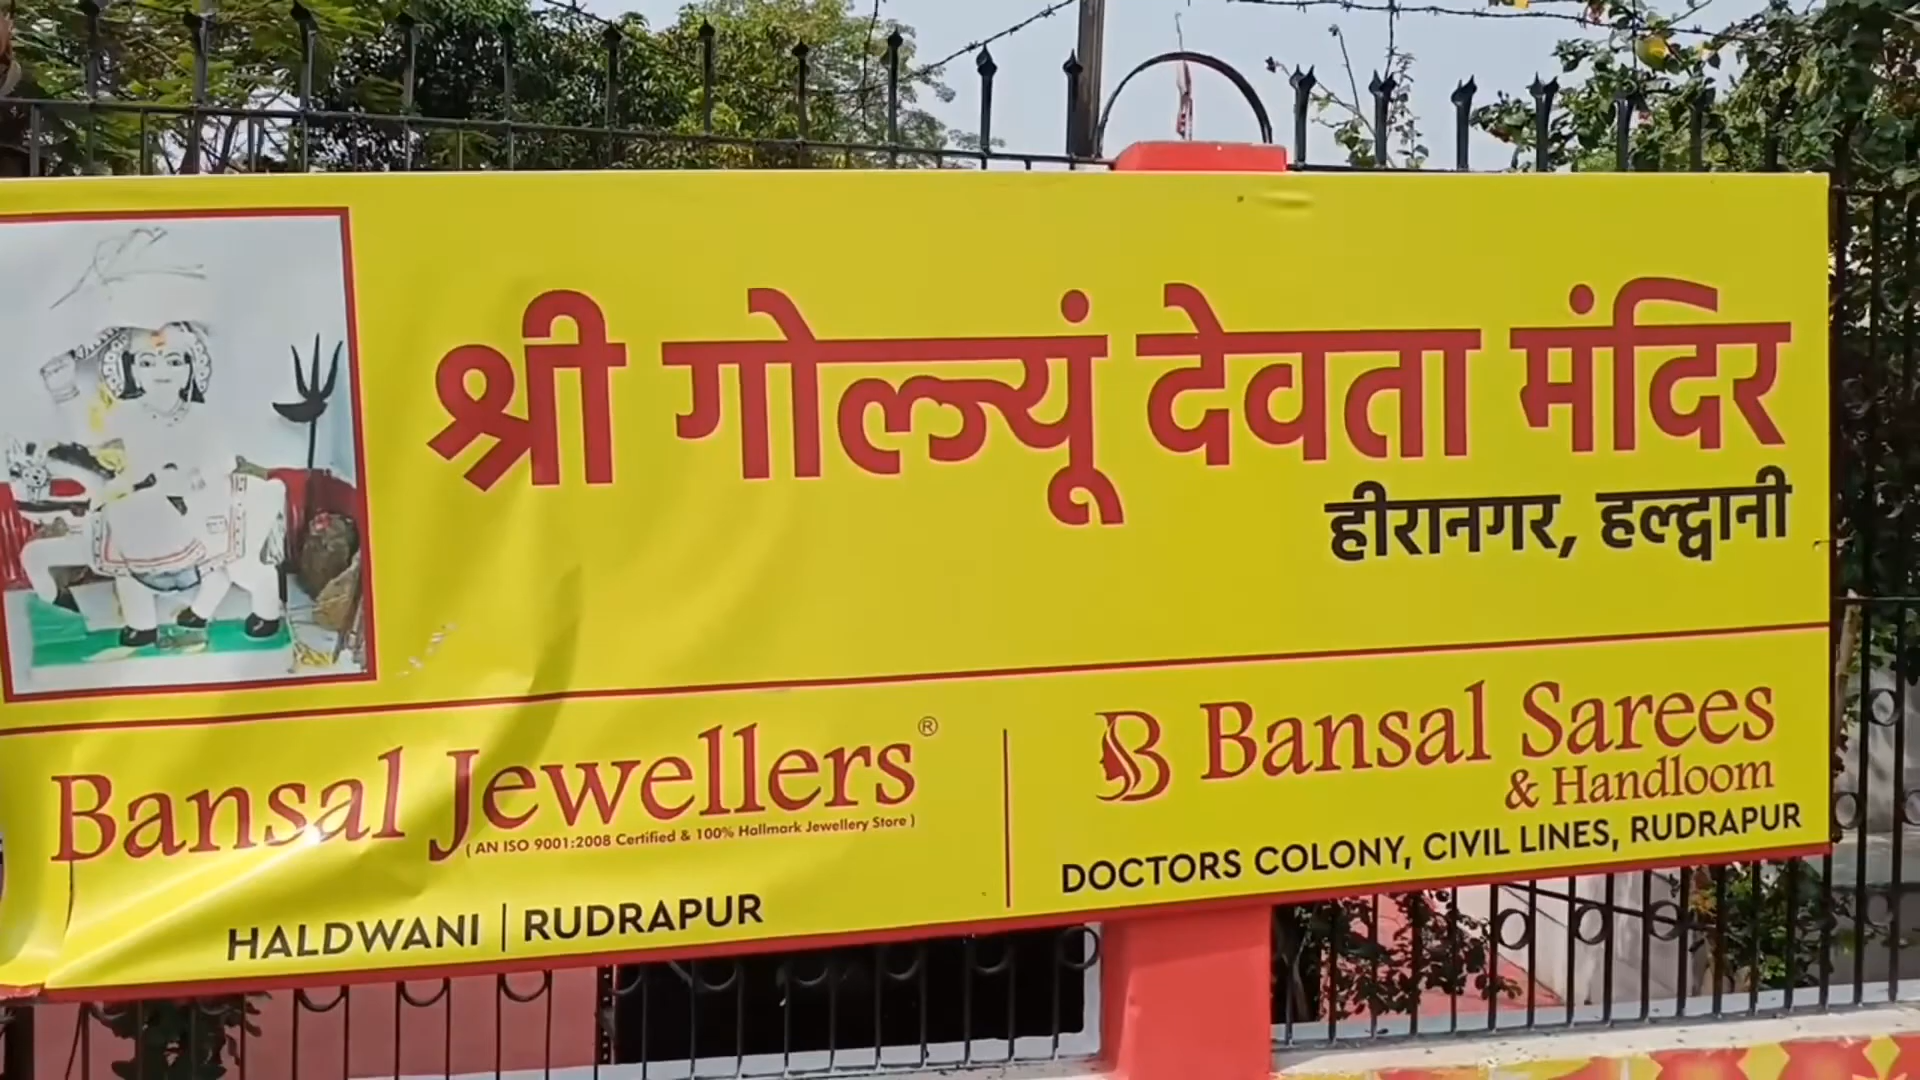 श्री गोल्ज्यूं देवता मंदिर
हीरानगर, हल्द्वानी
Bansal Jewellers®
( AN ISO 9001:2008 Certified & 100% Hallmark Jewellery Store )
HALDWANI | RUDRAPUR
B Bansal Sarees
& Handloom
DOCTORS COLONY, CIVIL LINES, RUDRAPUR